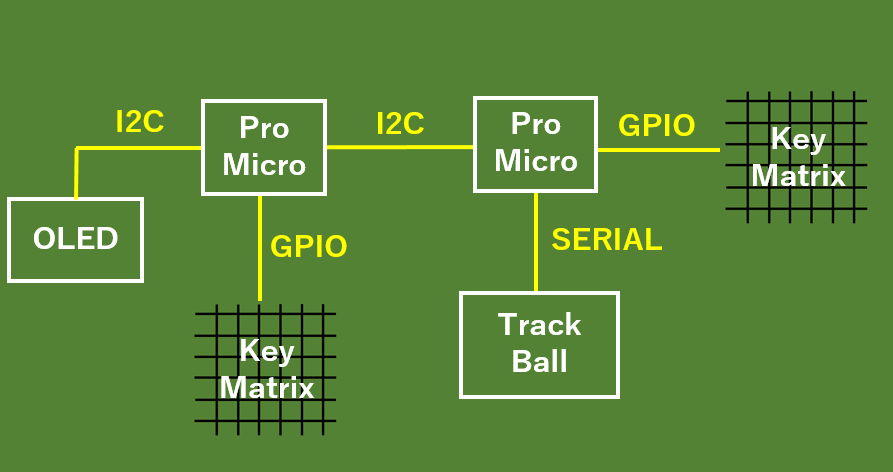 I2C
Pro
Micro
I2C
Pro
Micro
GPIO
Key
Matrix
OLED
GPIO
SERIAL
Key
Matrix
Track
Ball